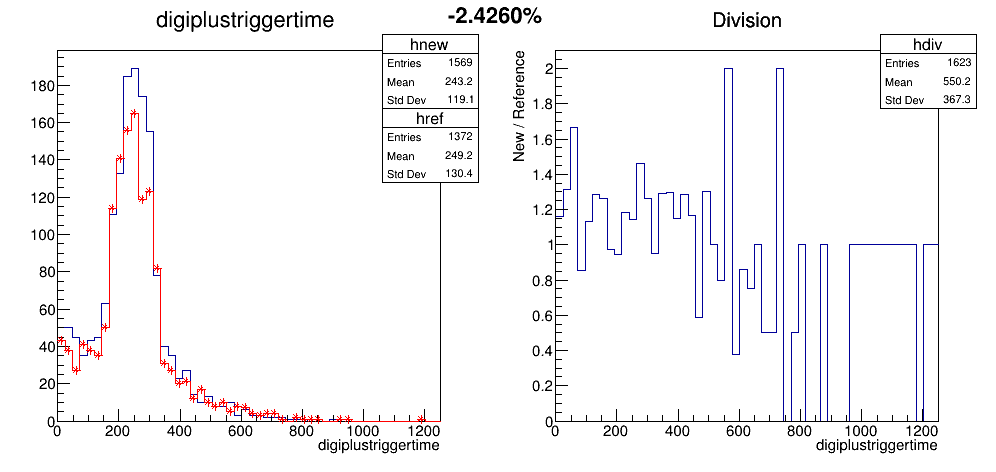 digiplustriggertime
-2.4260%
Division
hnew
Entries 1569
Mean 243.2
Std Dev 119.1
href
Entries 1372
Mean 249.2
Std Dev 130.4
180
160
140
120
100
80
60
40
20
0
0 200 400 600 800 1000 1200
digiplustriggertime
hdiv
Entries 1623
Mean 550.2
Std Dev 367.3
New / Reference
2
1.8
1.6
1.4
1.2
1
0.8
0.6
0.4
0.2
0
0 200 400 600 800 1000 1200
digiplustriggertime